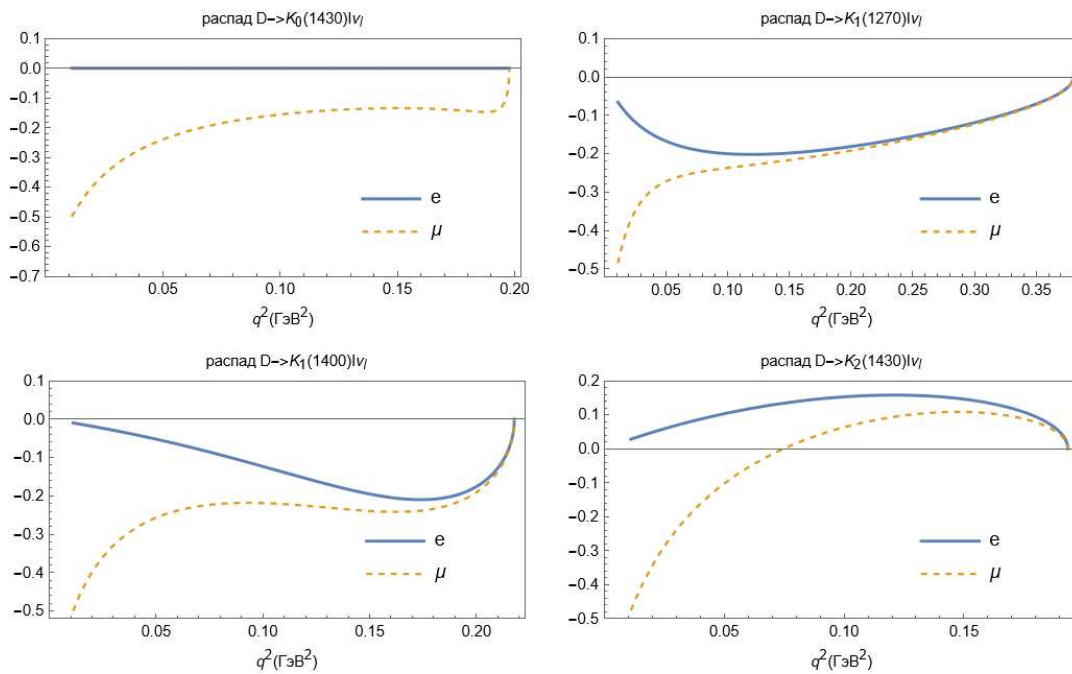 распад D−>K₀(1430)lνₗ
0.1
0.0
−0.1
−0.2
−0.3
−0.4
−0.5
−0.6
−0.7
e
μ
0.05 0.10 0.15 0.20
q²(ГэВ²)
распад D−>K₁(1270)lνₗ
0.1
0.0
−0.1
−0.2
−0.3
−0.4
−0.5
e
μ
0.05 0.10 0.15 0.20 0.25 0.30 0.35
q²(ГэВ²)
распад D−>K₁(1400)lνₗ
0.1
0.0
−0.1
−0.2
−0.3
−0.4
−0.5
e
μ
0.05 0.10 0.15 0.20
q²(ГэВ²)
распад D−>K₂(1430)lνₗ
0.2
0.1
0.0
−0.1
−0.2
−0.3
−0.4
−0.5
e
μ
0.05 0.10 0.15
q²(ГэВ²)